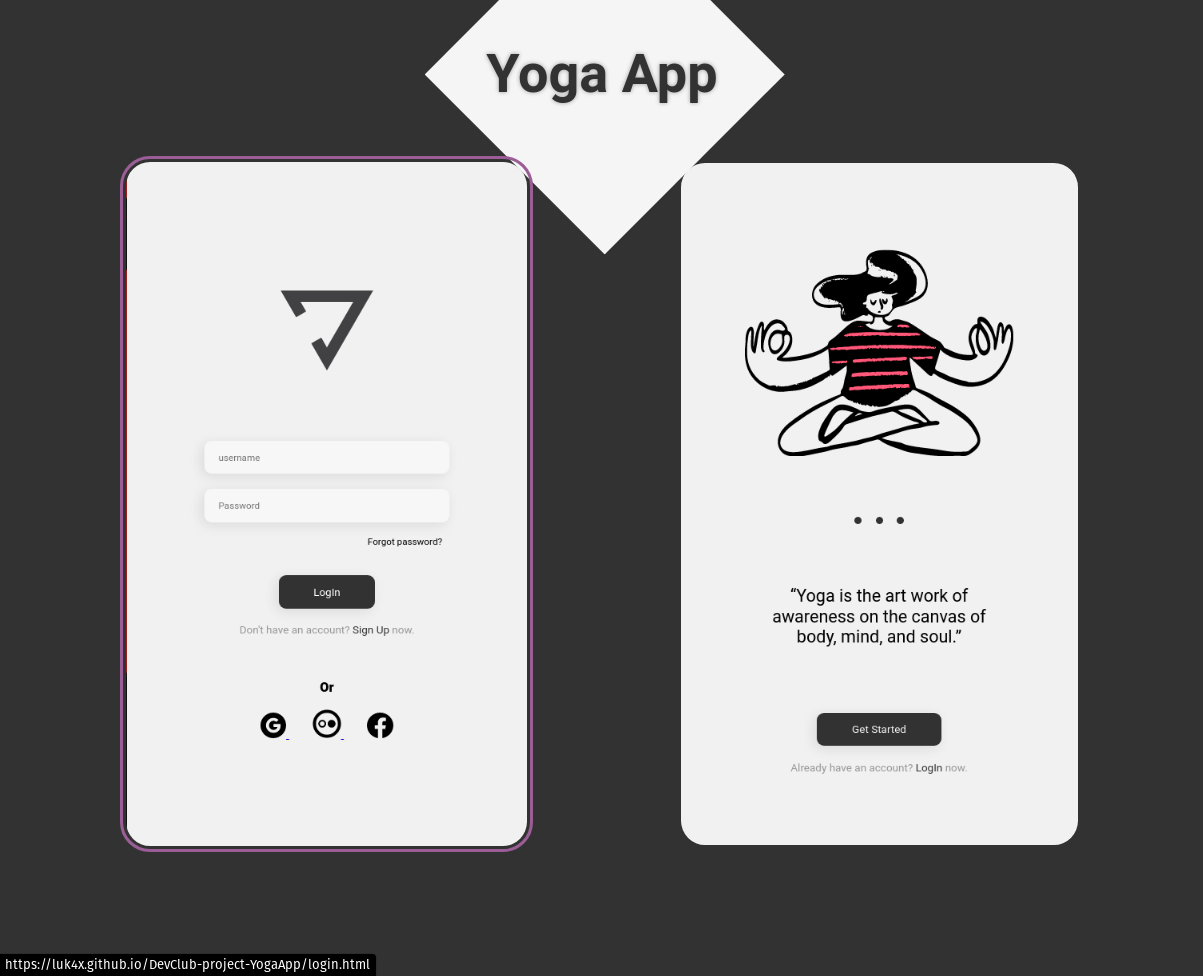 Yoga App
username
Password
Forgot password?
LogIn
Don't have an account? Sign Up now.
Or
“Yoga is the art work of
awareness on the canvas of
body, mind, and soul.”
Get Started
Already have an account? LogIn now.
https://luk4x.github.io/DevClub-project-YogaApp/login.html